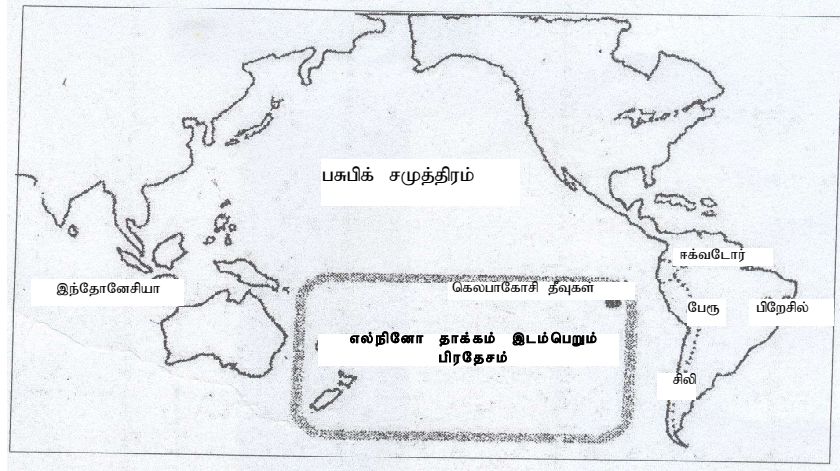 பசுபிக் சமுத்திரம்
ஈக்வடோர்
இந்தோனேசியா
கெலபாகோசி தீவுகள்
பேரூ
பிறேசில்
எல்நினோ தாக்கம் இடம்பெறும்
பிரதேசம்
சிலி